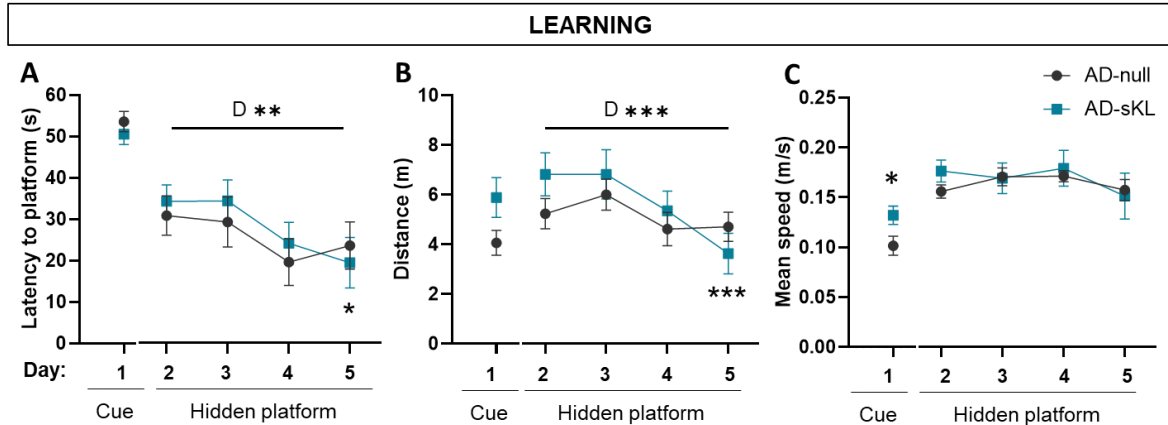 LEARNING
A
D **
Latency to platform (s)
60
50
40
30
20
10
0
*
Day:
1
2
3
4
5
Cue
Hidden platform
B
D ***
Distance (m)
10
8
6
4
2
0
***
1
2
3
4
5
Cue
Hidden platform
C
AD-null
AD-sKL
Mean speed (m/s)
0.25
0.20
0.15
0.10
0.05
0.00
*
1
2
3
4
5
Cue
Hidden platform